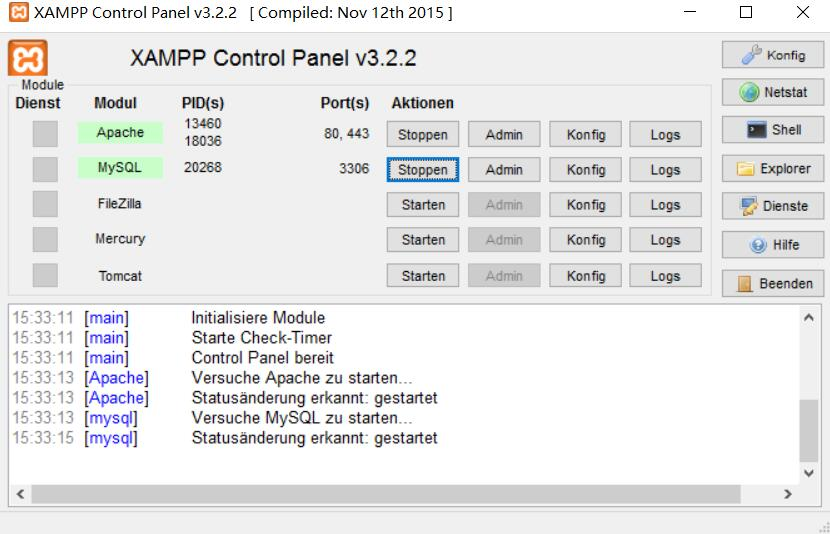 XAMPP Control Panel v3.2.2 [ Compiled: Nov 12th 2015 ]
XAMPP Control Panel v3.2.2
Konfig
Module
Dienst Modul PID(s) Port(s) Aktionen
Netstat
Apache 13460 18036 80, 443 Stoppen Admin Konfig Logs
Shell
MySQL 20268 3306 Stoppen Admin Konfig Logs
Explorer
FileZilla Starten Admin Konfig Logs
Dienste
Mercury Starten Admin Konfig Logs
Hilfe
Tomcat Starten Admin Konfig Logs
Beenden
15:33:11 [main] Initialisiere Module
15:33:11 [main] Starte Check-Timer
15:33:11 [main] Control Panel bereit
15:33:13 [Apache] Versuche Apache zu starten...
15:33:13 [Apache] Statusänderung erkannt: gestartet
15:33:13 [mysql] Versuche MySQL zu starten...
15:33:15 [mysql] Statusänderung erkannt: gestartet